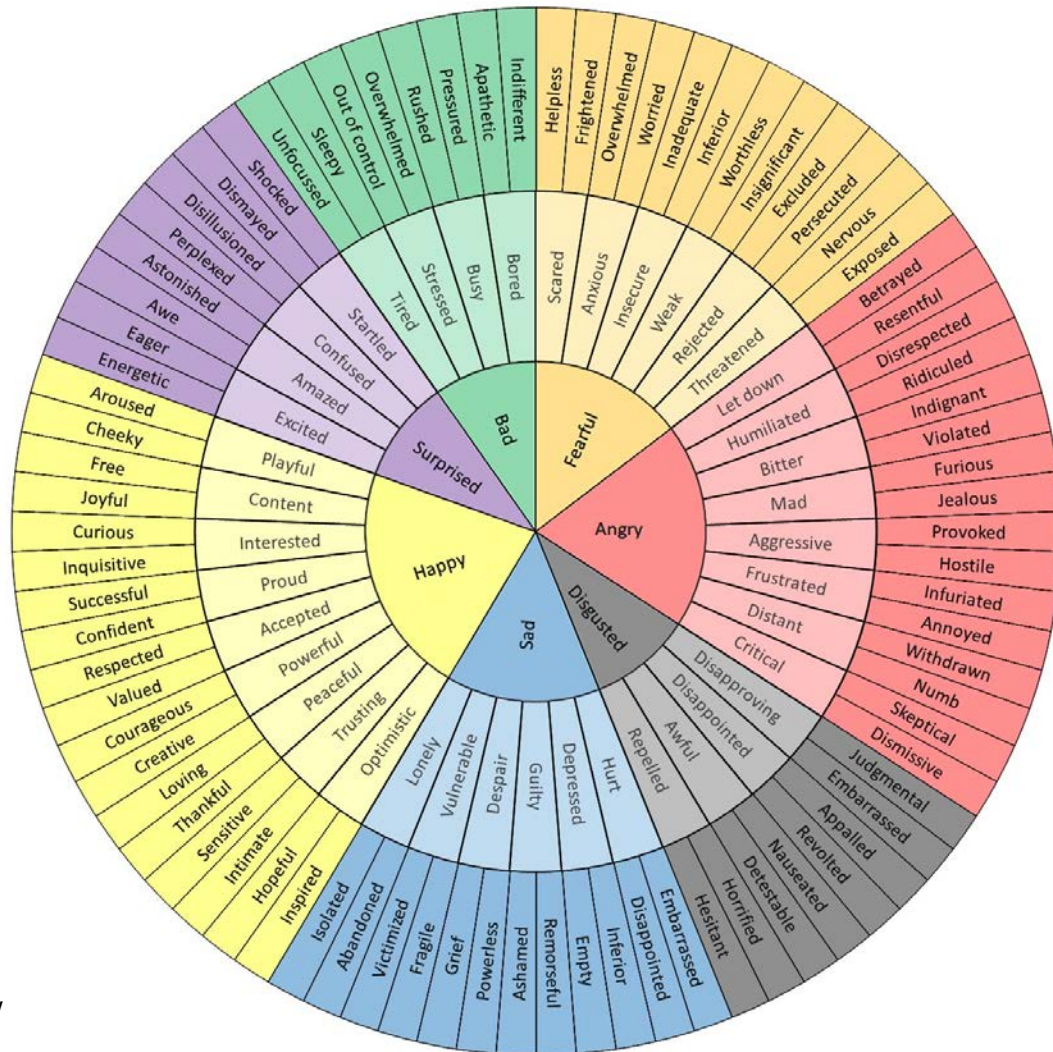 Fearful
Angry
Disgusted
Sad
Happy
Surprised
Bad
Scared
Anxious
Insecure
Weak
Rejected
Threatened
Let down
Humiliated
Bitter
Mad
Aggressive
Frustrated
Distant
Critical
Disapproving
Disappointed
Awful
Repelled
Hurt
Depressed
Guilty
Despair
Vulnerable
Lonely
Optimistic
Trusting
Peaceful
Powerful
Accepted
Proud
Interested
Content
Playful
Excited
Amazed
Confused
Startled
Tired
Stressed
Busy
Bored
Helpless
Frightened
Overwhelmed
Worried
Inadequate
Inferior
Worthless
Insignificant
Excluded
Persecuted
Nervous
Exposed
Betrayed
Resentful
Disrespected
Ridiculed
Indignant
Violated
Furious
Jealous
Provoked
Hostile
Infuriated
Annoyed
Withdrawn
Numb
Skeptical
Dismissive
Judgmental
Embarrassed
Appalled
Revolted
Nauseated
Detestable
Horrified
Hesitant
Embarrassed
Disappointed
Inferior
Empty
Remorseful
Ashamed
Powerless
Grief
Fragile
Victimized
Abandoned
Isolated
Inspired
Hopeful
Intimate
Sensitive
Thankful
Loving
Creative
Courageous
Valued
Respected
Confident
Successful
Inquisitive
Curious
Joyful
Free
Cheeky
Aroused
Energetic
Eager
Awe
Astonished
Perplexed
Disillusioned
Dismayed
Shocked
Unfocussed
Sleepy
Out of control
Overwhelmed
Rushed
Pressured
Apathetic
Indifferent